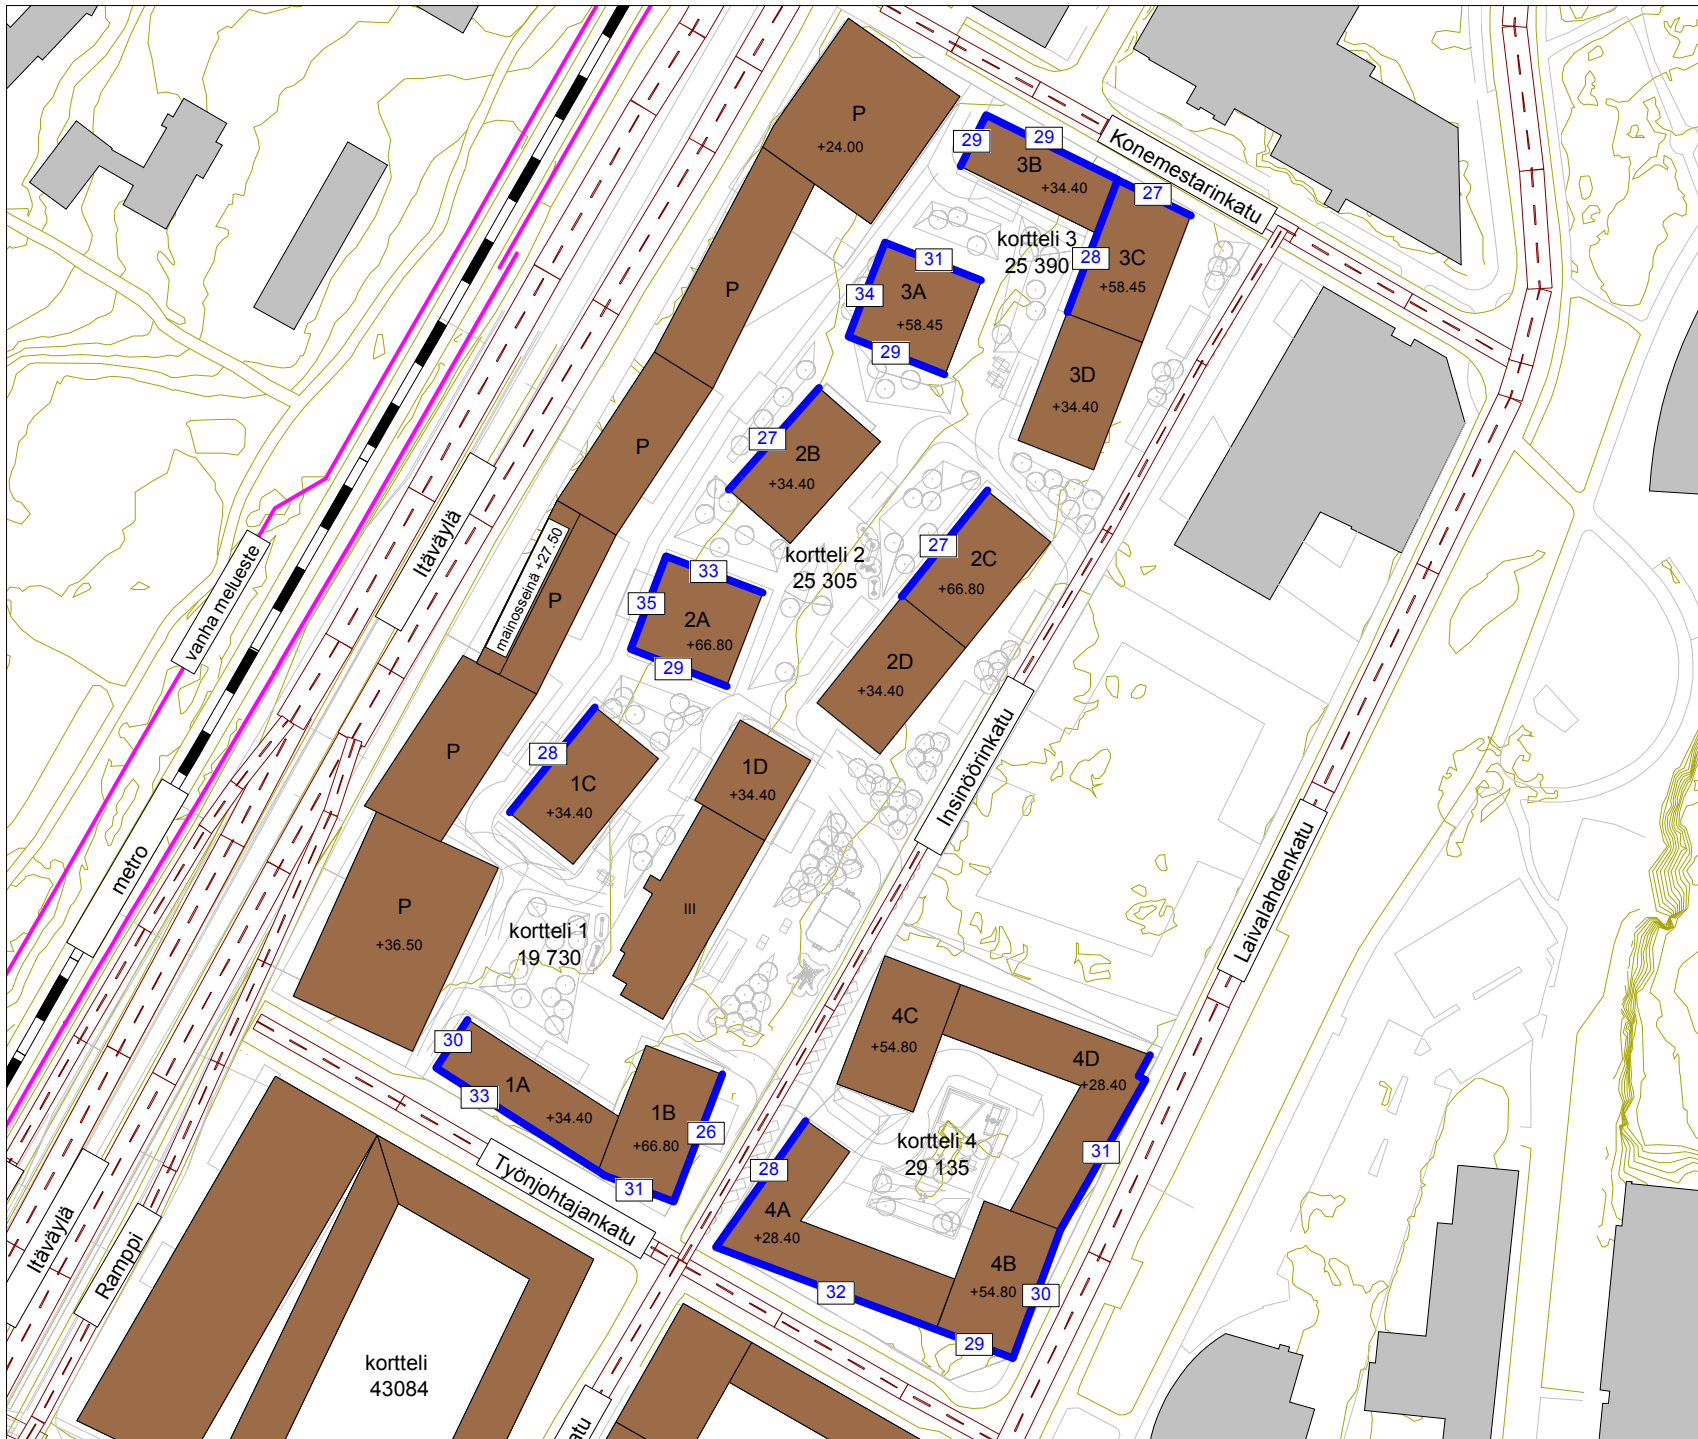 P
+24.00
29
29
3B
+34.40
Konemestarinkatu
27
kortteli 3
25 390
28
3C
+58.45
31
34
3A
+58.45
29
P
3D
+34.40
27
2B
+34.40
P
Itäväylä
vanha melueste
mainosseinä +27.50
P
kortteli 2
25 305
27
2C
+66.80
33
35
2A
+66.80
29
2D
+34.40
Insinöörinkatu
28
1C
+34.40
1D
+34.40
P
metro
P
+36.50
III
kortteli 1
19 730
Laivalahdenkatu
30
1A
+34.40
33
1B
+66.80
26
31
4C
+54.80
4D
+28.40
kortteli 4
29 135
31
28
4A
+28.40
4B
+54.80
30
32
29
Työnjohtajankatu
Itäväylä
Ramppi
kortteli
43084
atu